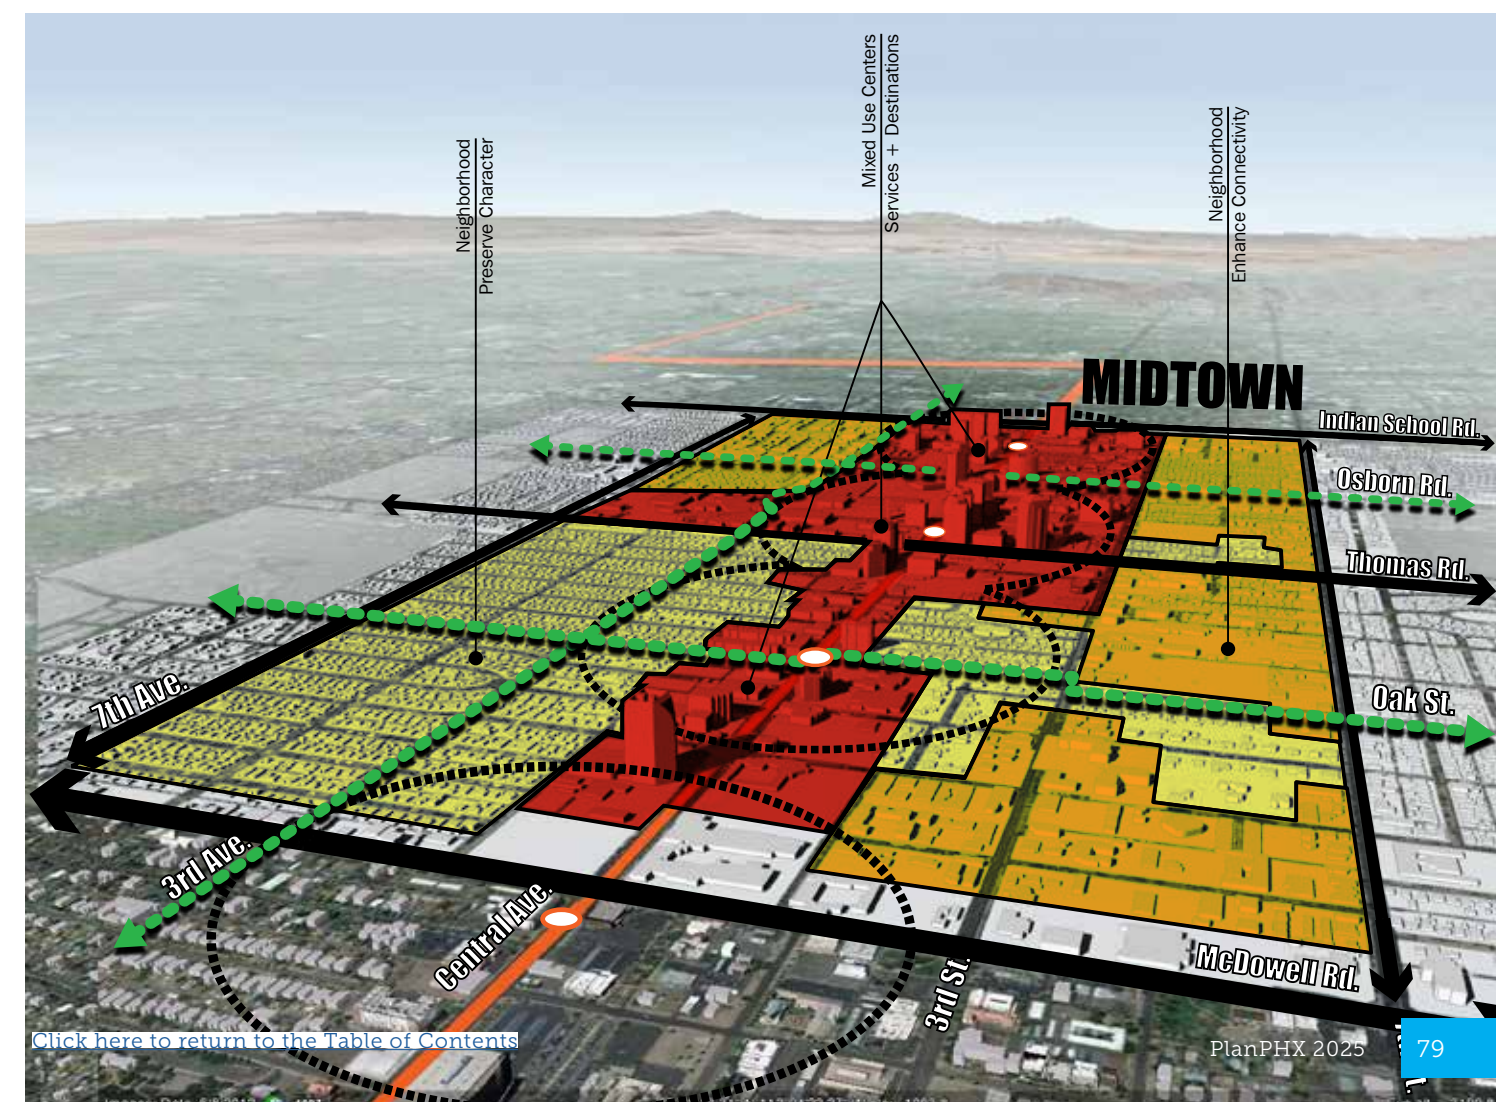 Neighborhood
Preserve Character
Mixed Use Centers
Services + Destinations
Neighborhood
Enhance Connectivity
MIDTOWN
Indian School Rd.
Osborn Rd.
Thomas Rd.
Oak St.
7th Ave.
3rd Ave.
Central Ave.
3rd St.
McDowell Rd.
Click here to return to the Table of Contents
PlanPHX 2025
79